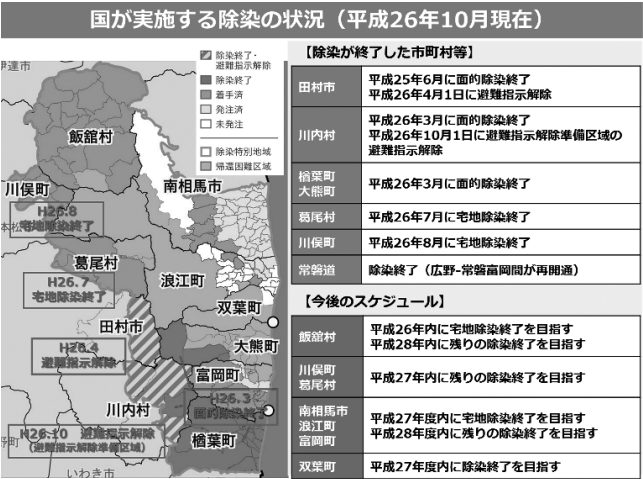 国が実施する除染の状況（平成26年10月現在）
伊達市
除染終了・
避難指示解除
除染終了
着手済
発注済
未発注
除染特別地域
帰還困難区域
飯舘村
川俣町
南相馬市
H26.8
宅地除染終了
葛尾村
浪江町
H26.7
宅地除染終了
双葉町
田村市
大熊町
H26.4
避難指示解除
富岡町
H26.3
面的除染終了
川内村
H26.10 避難指示解除
（避難指示解除準備区域）
楢葉町
いわき市
【除染が終了した市町村等】
田村市
平成25年6月に面的除染終了
平成26年4月1日に避難指示解除
川内村
平成26年3月に面的除染終了
平成26年10月1日に避難指示解除準備区域の
避難指示解除
楢葉町
大熊町
平成26年3月に面的除染終了
葛尾村
平成26年7月に宅地除染終了
川俣町
平成26年8月に宅地除染終了
常磐道
除染終了（広野-常磐富岡間が再開通）
【今後のスケジュール】
飯舘村
平成26年内に宅地除染終了を目指す
平成28年内に残りの除染終了を目指す
川俣町
葛尾村
平成27年内に残りの除染終了を目指す
南相馬市
浪江町
富岡町
平成27年度内に宅地除染終了を目指す
平成28年度内に残りの除染終了を目指す
双葉町
平成27年度内に除染終了を目指す